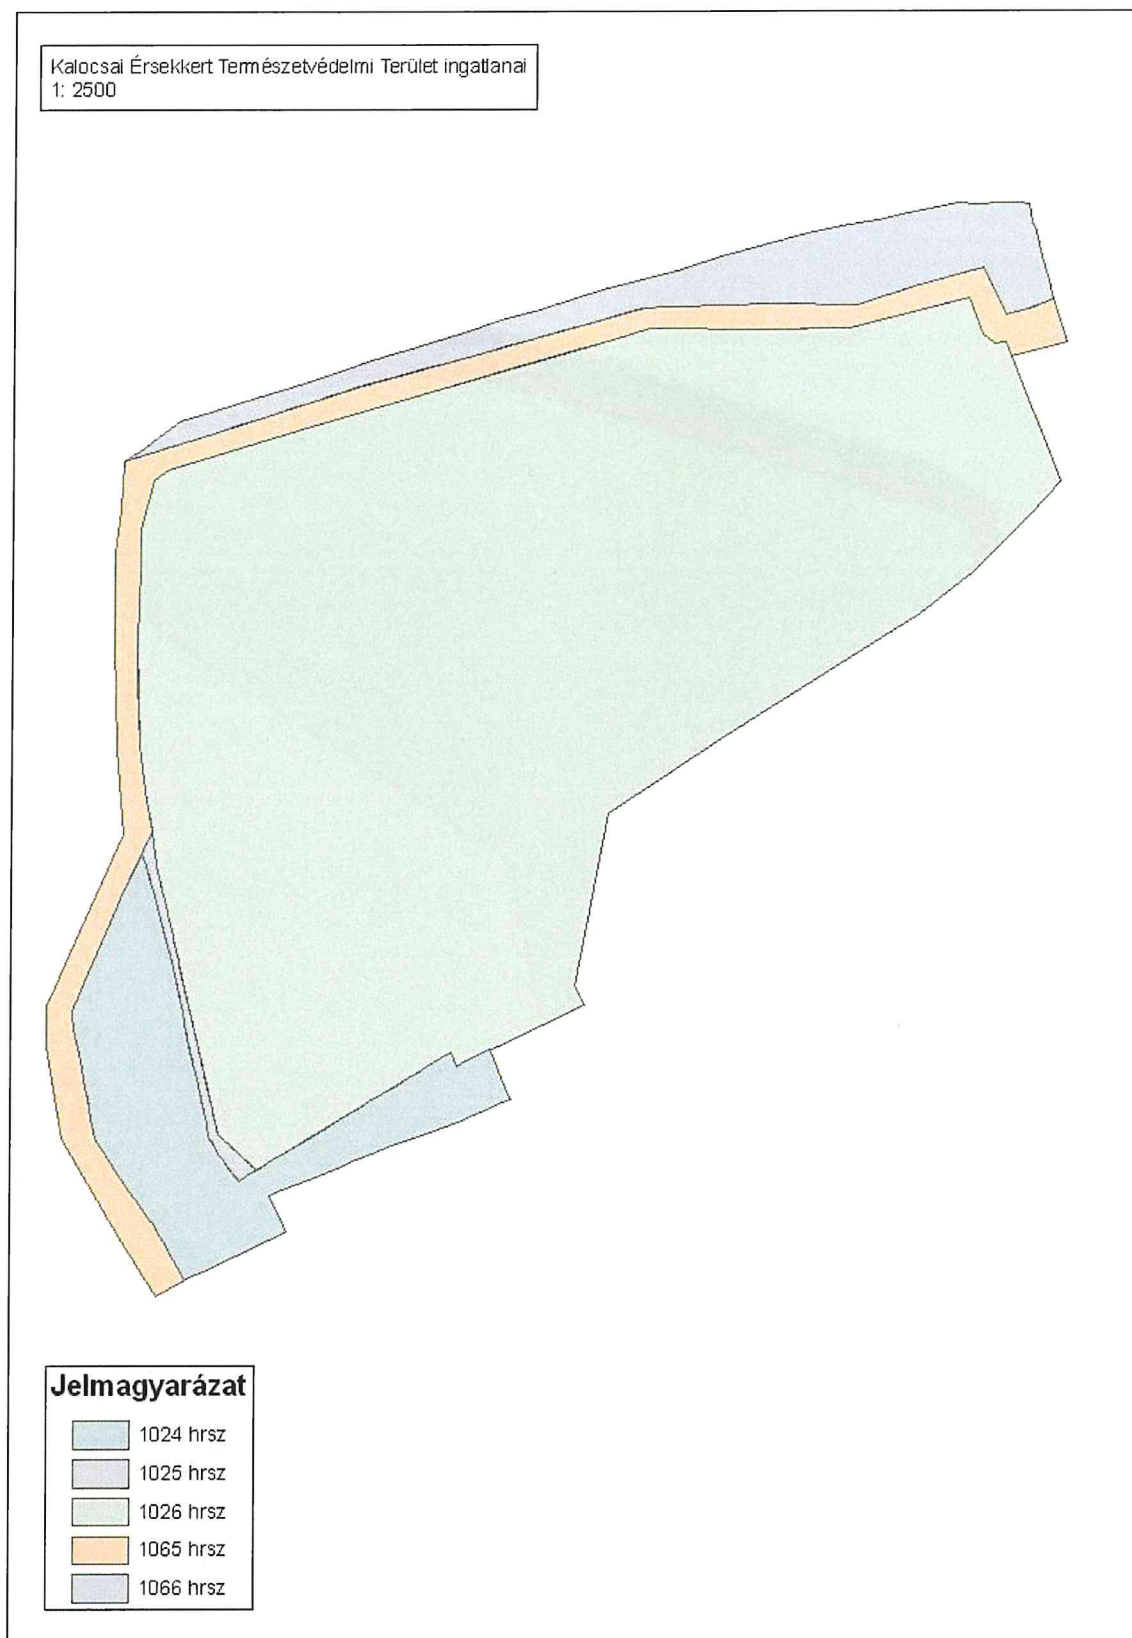 Kalocsai Érsekkert Természetvédelmi Terület ingatlanai
1: 2500
Jelmagyarázat
1024 hrsz
1025 hrsz
1026 hrsz
1065 hrsz
1066 hrsz